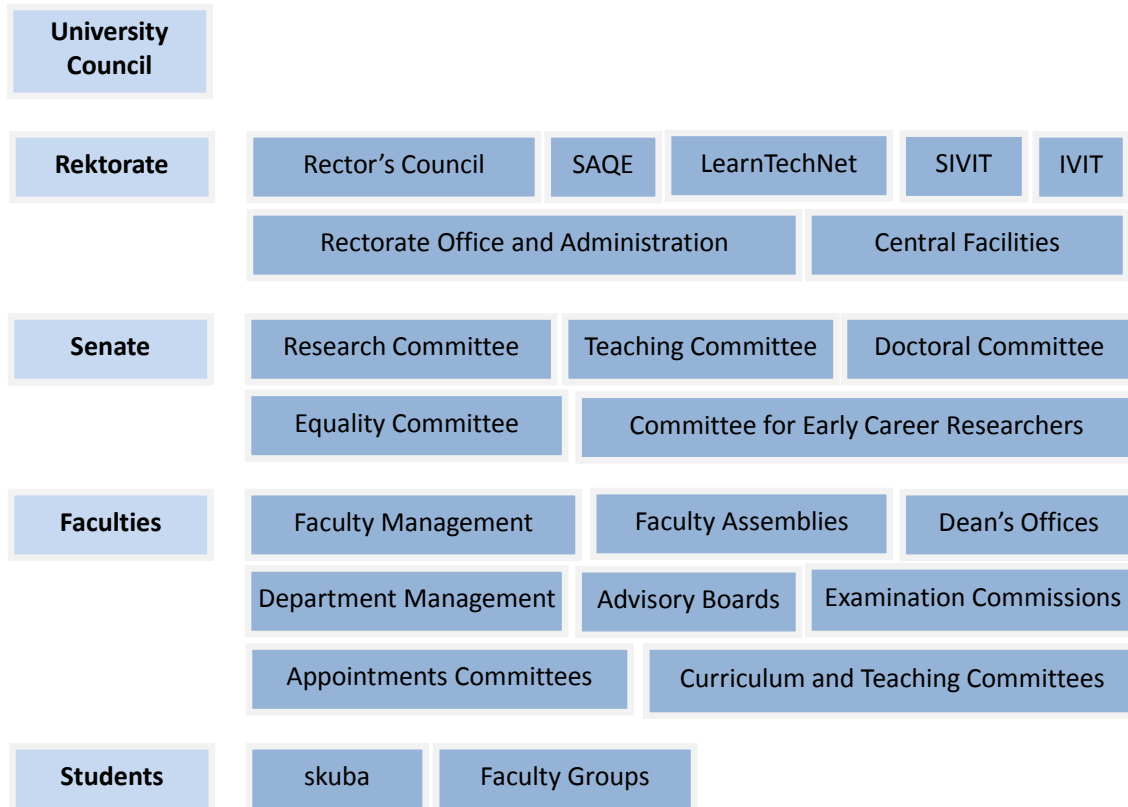 University
Council
Rektorate
Rector's Council
SAQE
LearnTechNet
SIVIT
IVIT
Rectorate Office and Administration
Central Facilities
Senate
Research Committee
Teaching Committee
Doctoral Committee
Equality Committee
Committee for Early Career Researchers
Faculties
Faculty Management
Faculty Assemblies
Dean's Offices
Department Management
Advisory Boards
Examination Commissions
Appointments Committees
Curriculum and Teaching Committees
Students
skuba
Faculty Groups